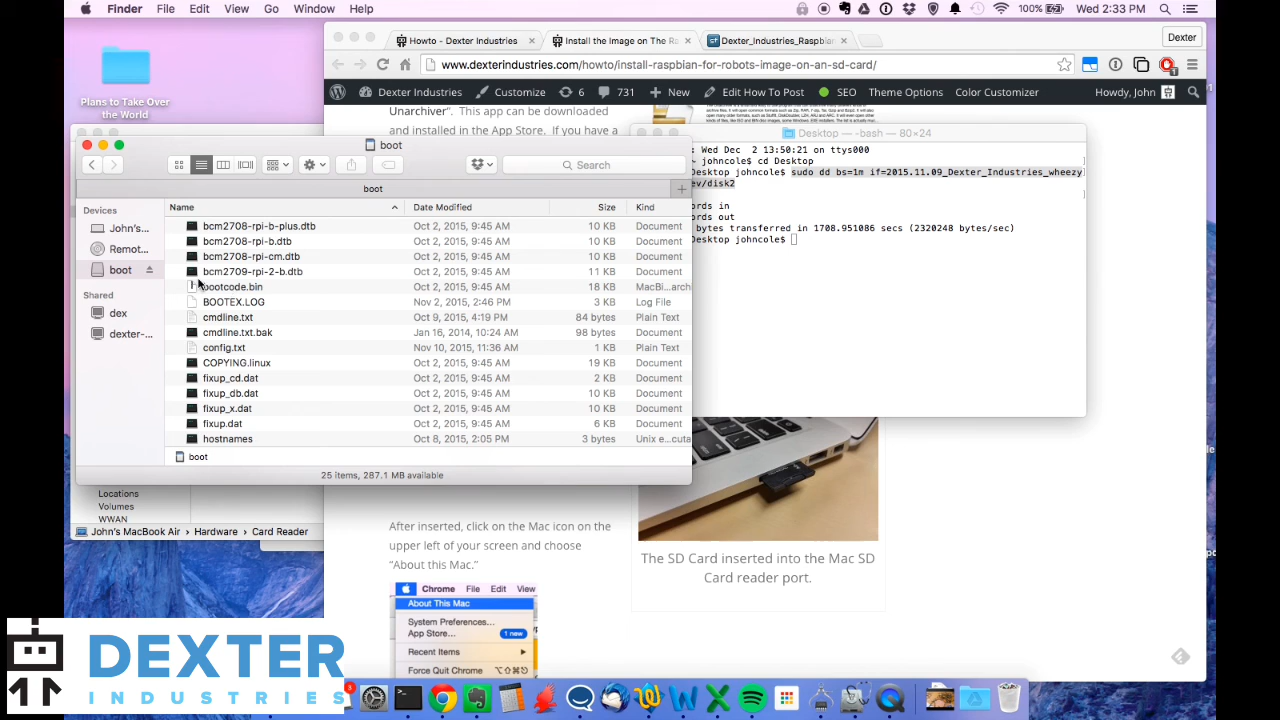 Finder File Edit View Go Window Help
100% Wed 2:33 PM
Plans to Take Over
the World
Howto - Dexter Industries
Install the Image on The Ro
Dexter_Industries_Raspbian
Dexter
www.dexterindustries.com/howto/install-raspbian-for-robots-image-on-an-sd-card/
Dexter Industries Customize 6 731 New Edit How To Post SEO Theme Options Color Customizer Howdy, John
Unarchiver". This app can be downloaded
and installed in the App Store. If you have a
Desktop — -bash — 80×24
: Wed Dec 2 13:50:21 on ttys000
johncole$ cd Desktop
johncole$ sudo dd bs=1m if=2015.11.09_Dexter_Industries_wheezy
ev/disk2
ords in
ords out
bytes transferred in 1708.951086 secs (2320248 bytes/sec)
Desktop johncole$
boot
Search
boot
Devices
John's...
Remot...
boot
Shared
dex
dexter-...
Name Date Modified Size Kind
bcm2708-rpi-b-plus.dtb Oct 2, 2015, 9:45 AM 10 KB Document
bcm2708-rpi-b.dtb Oct 2, 2015, 9:45 AM 10 KB Document
bcm2708-rpi-cm.dtb Oct 2, 2015, 9:45 AM 10 KB Document
bcm2709-rpi-2-b.dtb Oct 2, 2015, 9:45 AM 11 KB Document
bootcode.bin Oct 2, 2015, 9:45 AM 18 KB MacBi...arch
BOOTEX.LOG Nov 2, 2015, 2:46 PM 3 KB Log File
cmdline.txt Oct 9, 2015, 4:19 PM 84 bytes Plain Text
cmdline.txt.bak Jan 16, 2014, 10:24 AM 98 bytes Document
config.txt Nov 10, 2015, 11:36 AM 1 KB Plain Text
COPYING.linux Oct 2, 2015, 9:45 AM 19 KB Document
fixup_cd.dat Oct 2, 2015, 9:45 AM 2 KB Document
fixup_db.dat Oct 2, 2015, 9:45 AM 10 KB Document
fixup_x.dat Oct 2, 2015, 9:45 AM 10 KB Document
fixup.dat Oct 2, 2015, 9:45 AM 6 KB Document
hostnames Oct 8, 2015, 2:05 PM 3 bytes Unix e...cuta
boot
25 items, 287.1 MB available
Locations
Volumes
WWAN
John's MacBook Air › Hardware › Card Reader
After inserted, click on the Mac icon on the
upper left of your screen and choose
"About this Mac."
The SD Card inserted into the Mac SD
Card reader port.
Chrome File Edit View
About This Mac
System Preferences...
App Store... 1 new
Recent Items
Force Quit Chrome
DEXTER
INDUSTRIES